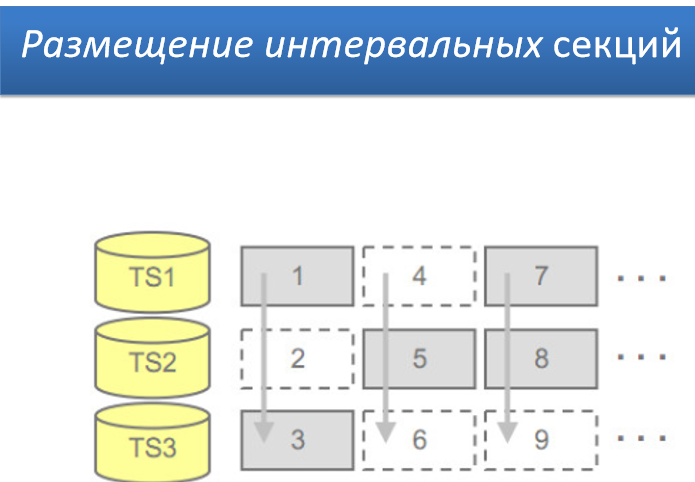 Размещение интервальных секций
TS1 1 4 7 . . .
TS2 2 5 8 . . .
TS3 3 6 9 . . .